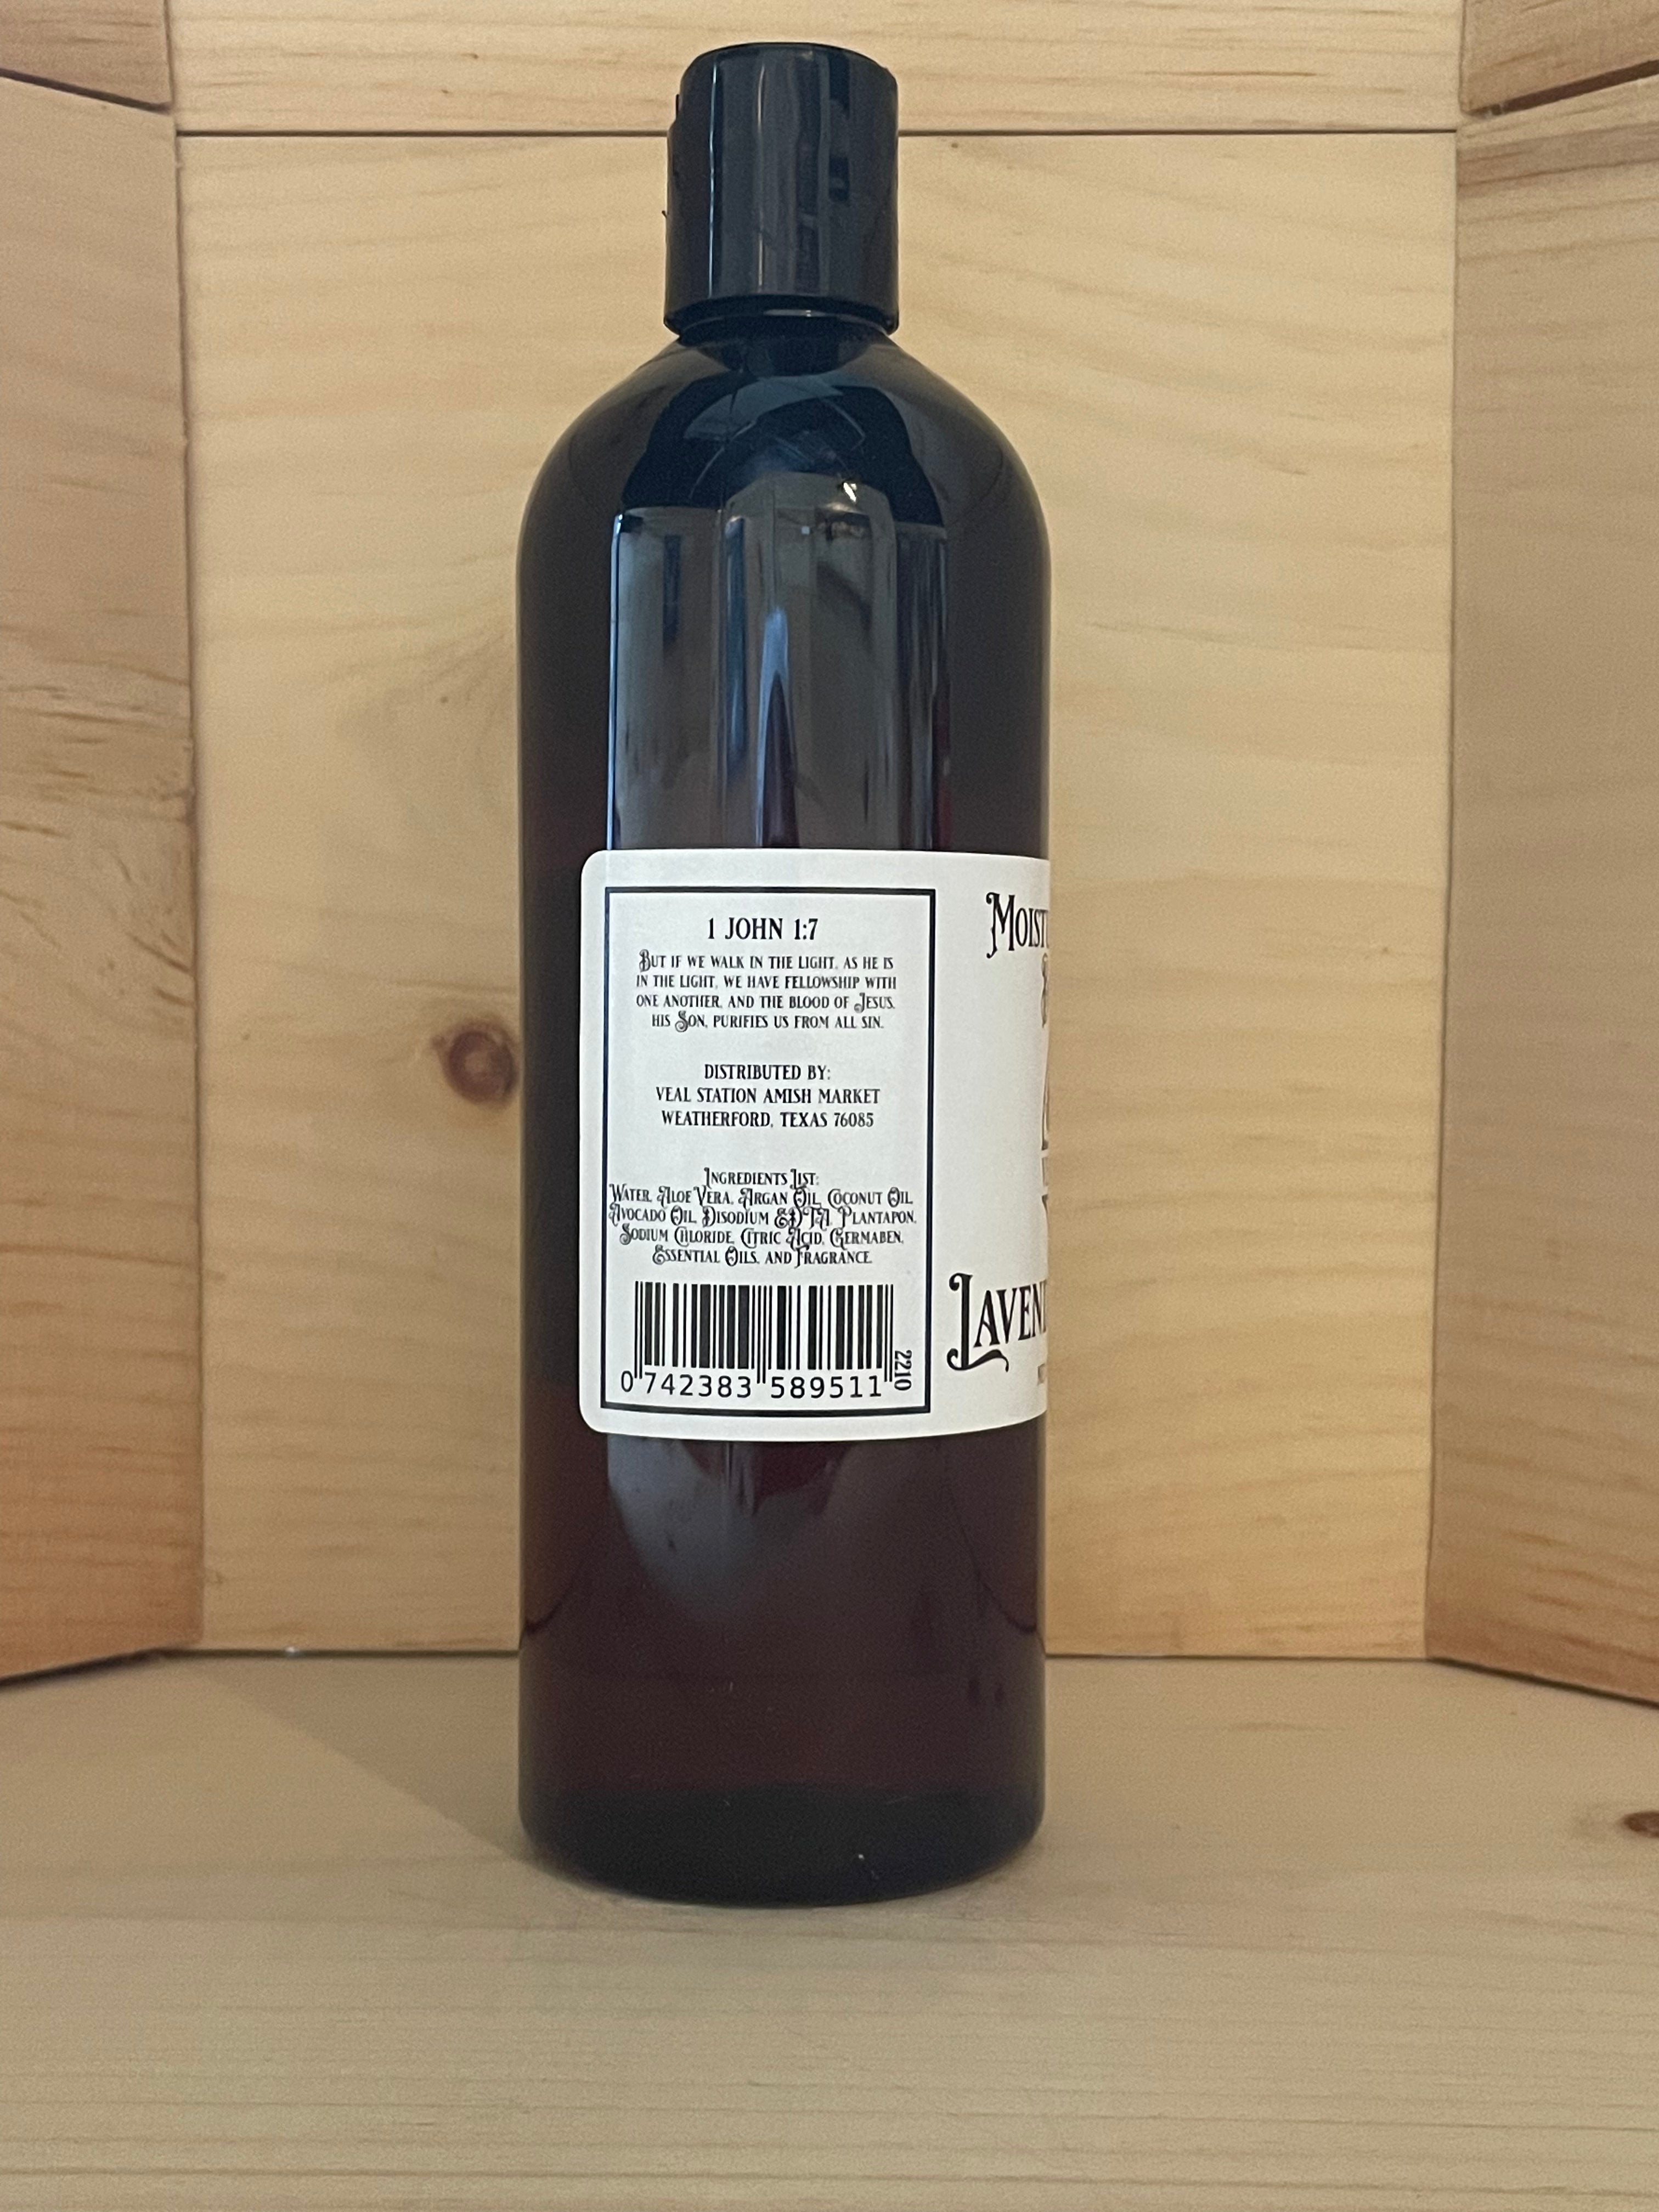 1 JOHN 1:7
BUT IF WE WALK IN THE LIGHT, AS HE IS
IN THE LIGHT, WE HAVE FELLOWSHIP WITH
ONE ANOTHER, AND THE BLOOD OF JESUS,
HIS SON, PURIFIES US FROM ALL SIN.
DISTRIBUTED BY:
VEAL STATION AMISH MARKET
WEATHERFORD, TEXAS 76085
INGREDIENTS LIST:
WATER, ALOE VERA, ARGAN OIL, COCONUT OIL,
AVOCADO OIL, DISODIUM EDTA, PLANTAPON,
SODIUM CHLORIDE, CITRIC ACID, GERMABEN,
ESSENTIAL OILS, AND FRAGRANCE.
0 742383 589511
2210
MOISTU
LAVEN